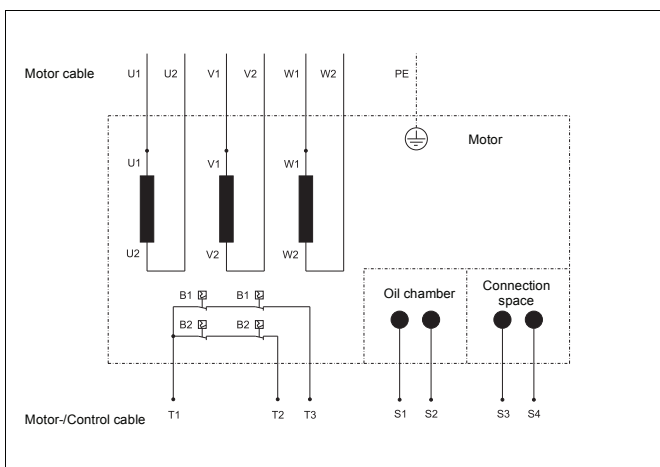 Motor cable U1 U2 V1 V2 W1 W2 PE
Motor
U1 V1 W1
U2 V2 W2
B1 B1
B2 B2
Oil chamber
Connection
space
Motor-/Control cable T1 T2 T3 S1 S2 S3 S4